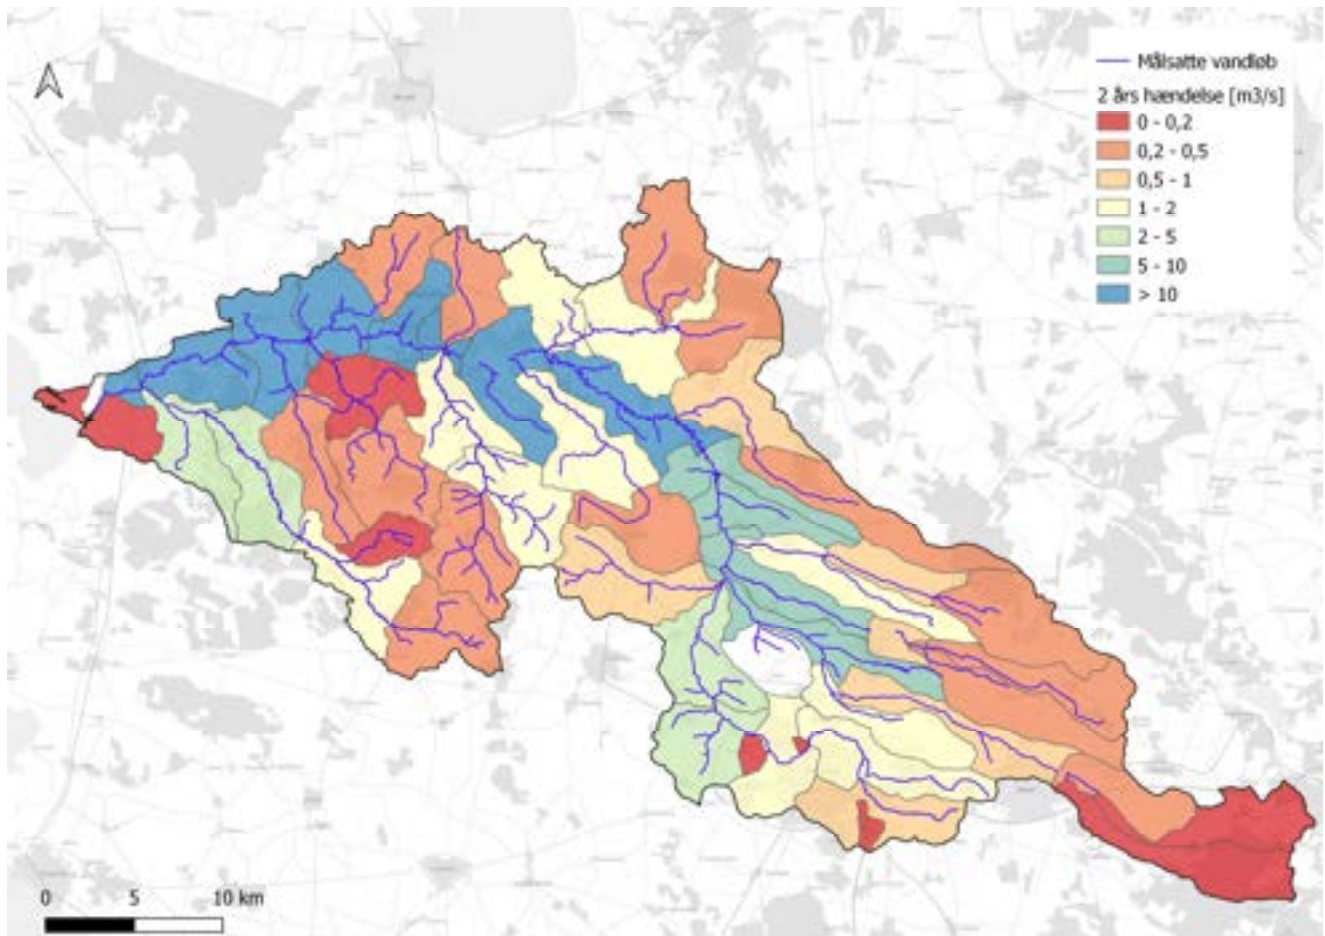 Målsatte vandløb
2 års hændelse [m3/s]
0 - 0,2
0,2 - 0,5
0,5 - 1
1 - 2
2 - 5
5 - 10
> 10
0 5 10 km